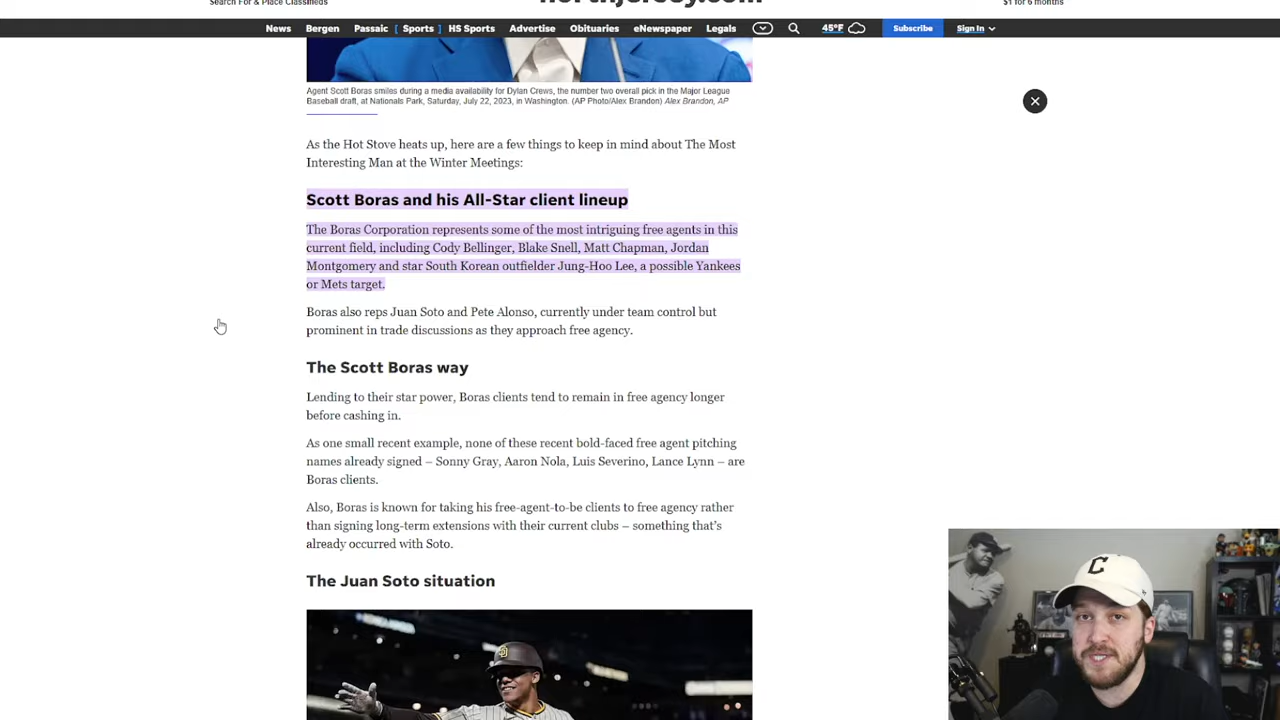 Search For & Place Classifieds
northjersey.com
$1 for 6 months
News Bergen Passaic [ Sports ] HS Sports Advertise Obituaries eNewspaper Legals 45°F Subscribe Sign In
Agent Scott Boras smiles during a media availability for Dylan Crews, the number two overall pick in the Major League
Baseball draft, at Nationals Park, Saturday, July 22, 2023, in Washington. (AP Photo/Alex Brandon) Alex Brandon, AP
As the Hot Stove heats up, here are a few things to keep in mind about The Most
Interesting Man at the Winter Meetings:
Scott Boras and his All-Star client lineup
The Boras Corporation represents some of the most intriguing free agents in this
current field, including Cody Bellinger, Blake Snell, Matt Chapman, Jordan
Montgomery and star South Korean outfielder Jung-Hoo Lee, a possible Yankees
or Mets target.
Boras also reps Juan Soto and Pete Alonso, currently under team control but
prominent in trade discussions as they approach free agency.
The Scott Boras way
Lending to their star power, Boras clients tend to remain in free agency longer
before cashing in.
As one small recent example, none of these recent bold-faced free agent pitching
names already signed – Sonny Gray, Aaron Nola, Luis Severino, Lance Lynn – are
Boras clients.
Also, Boras is known for taking his free-agent-to-be clients to free agency rather
than signing long-term extensions with their current clubs – something that's
already occurred with Soto.
The Juan Soto situation
C